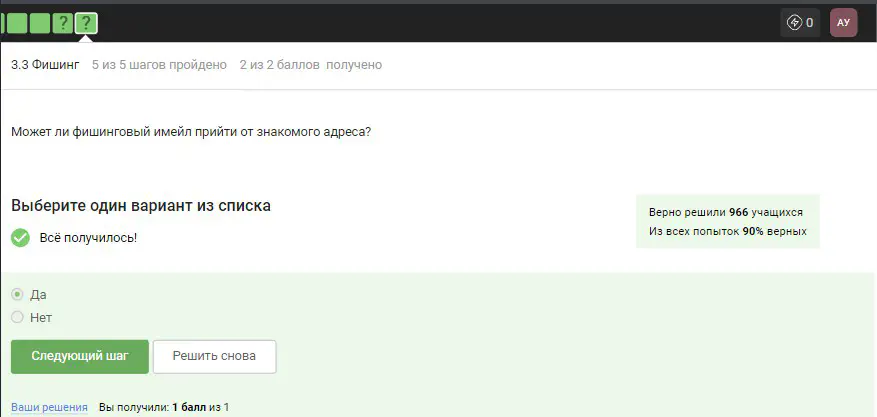 ? ? 0 АУ
3.3 Фишинг 5 из 5 шагов пройдено 2 из 2 баллов получено
Может ли фишинговый имейл прийти от знакомого адреса?
Выберите один вариант из списка
Всё получилось!
Верно решили 966 учащихся
Из всех попыток 90% верных
Да
Нет
Следующий шаг Решить снова
Ваши решения Вы получили: 1 балл из 1